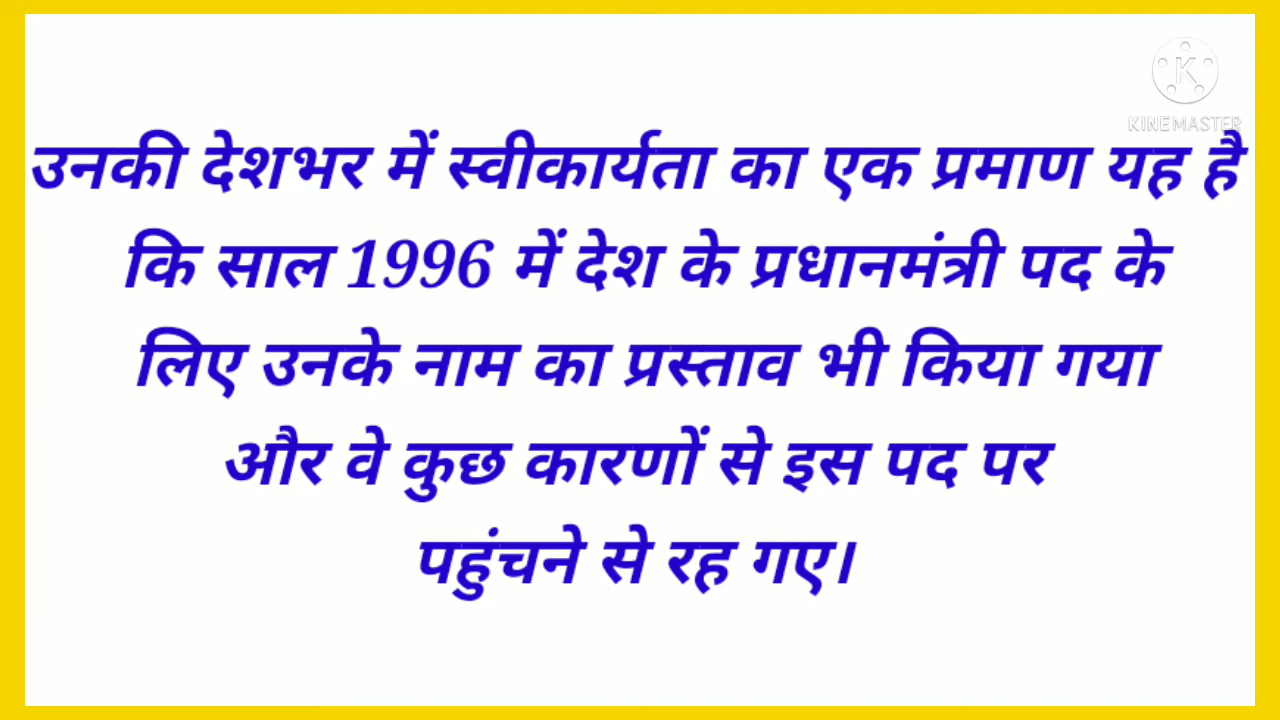 KINEMASTER
उनकी देशभर में स्वीकार्यता का एक प्रमाण यह है
कि साल 1996 में देश के प्रधानमंत्री पद के
लिए उनके नाम का प्रस्ताव भी किया गया
और वे कुछ कारणों से इस पद पर
पहुंचने से रह गए।